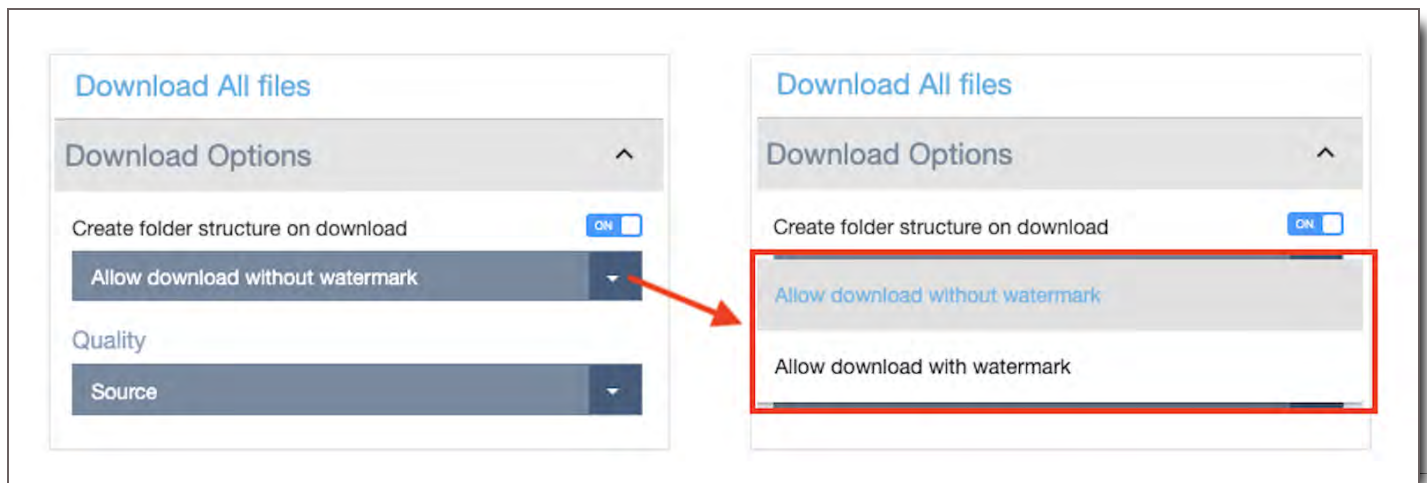 Download All files
Download Options
Create folder structure on download
ON
Allow download without watermark
Quality
Source
Download All files
Download Options
Create folder structure on download
ON
Allow download without watermark
Allow download with watermark